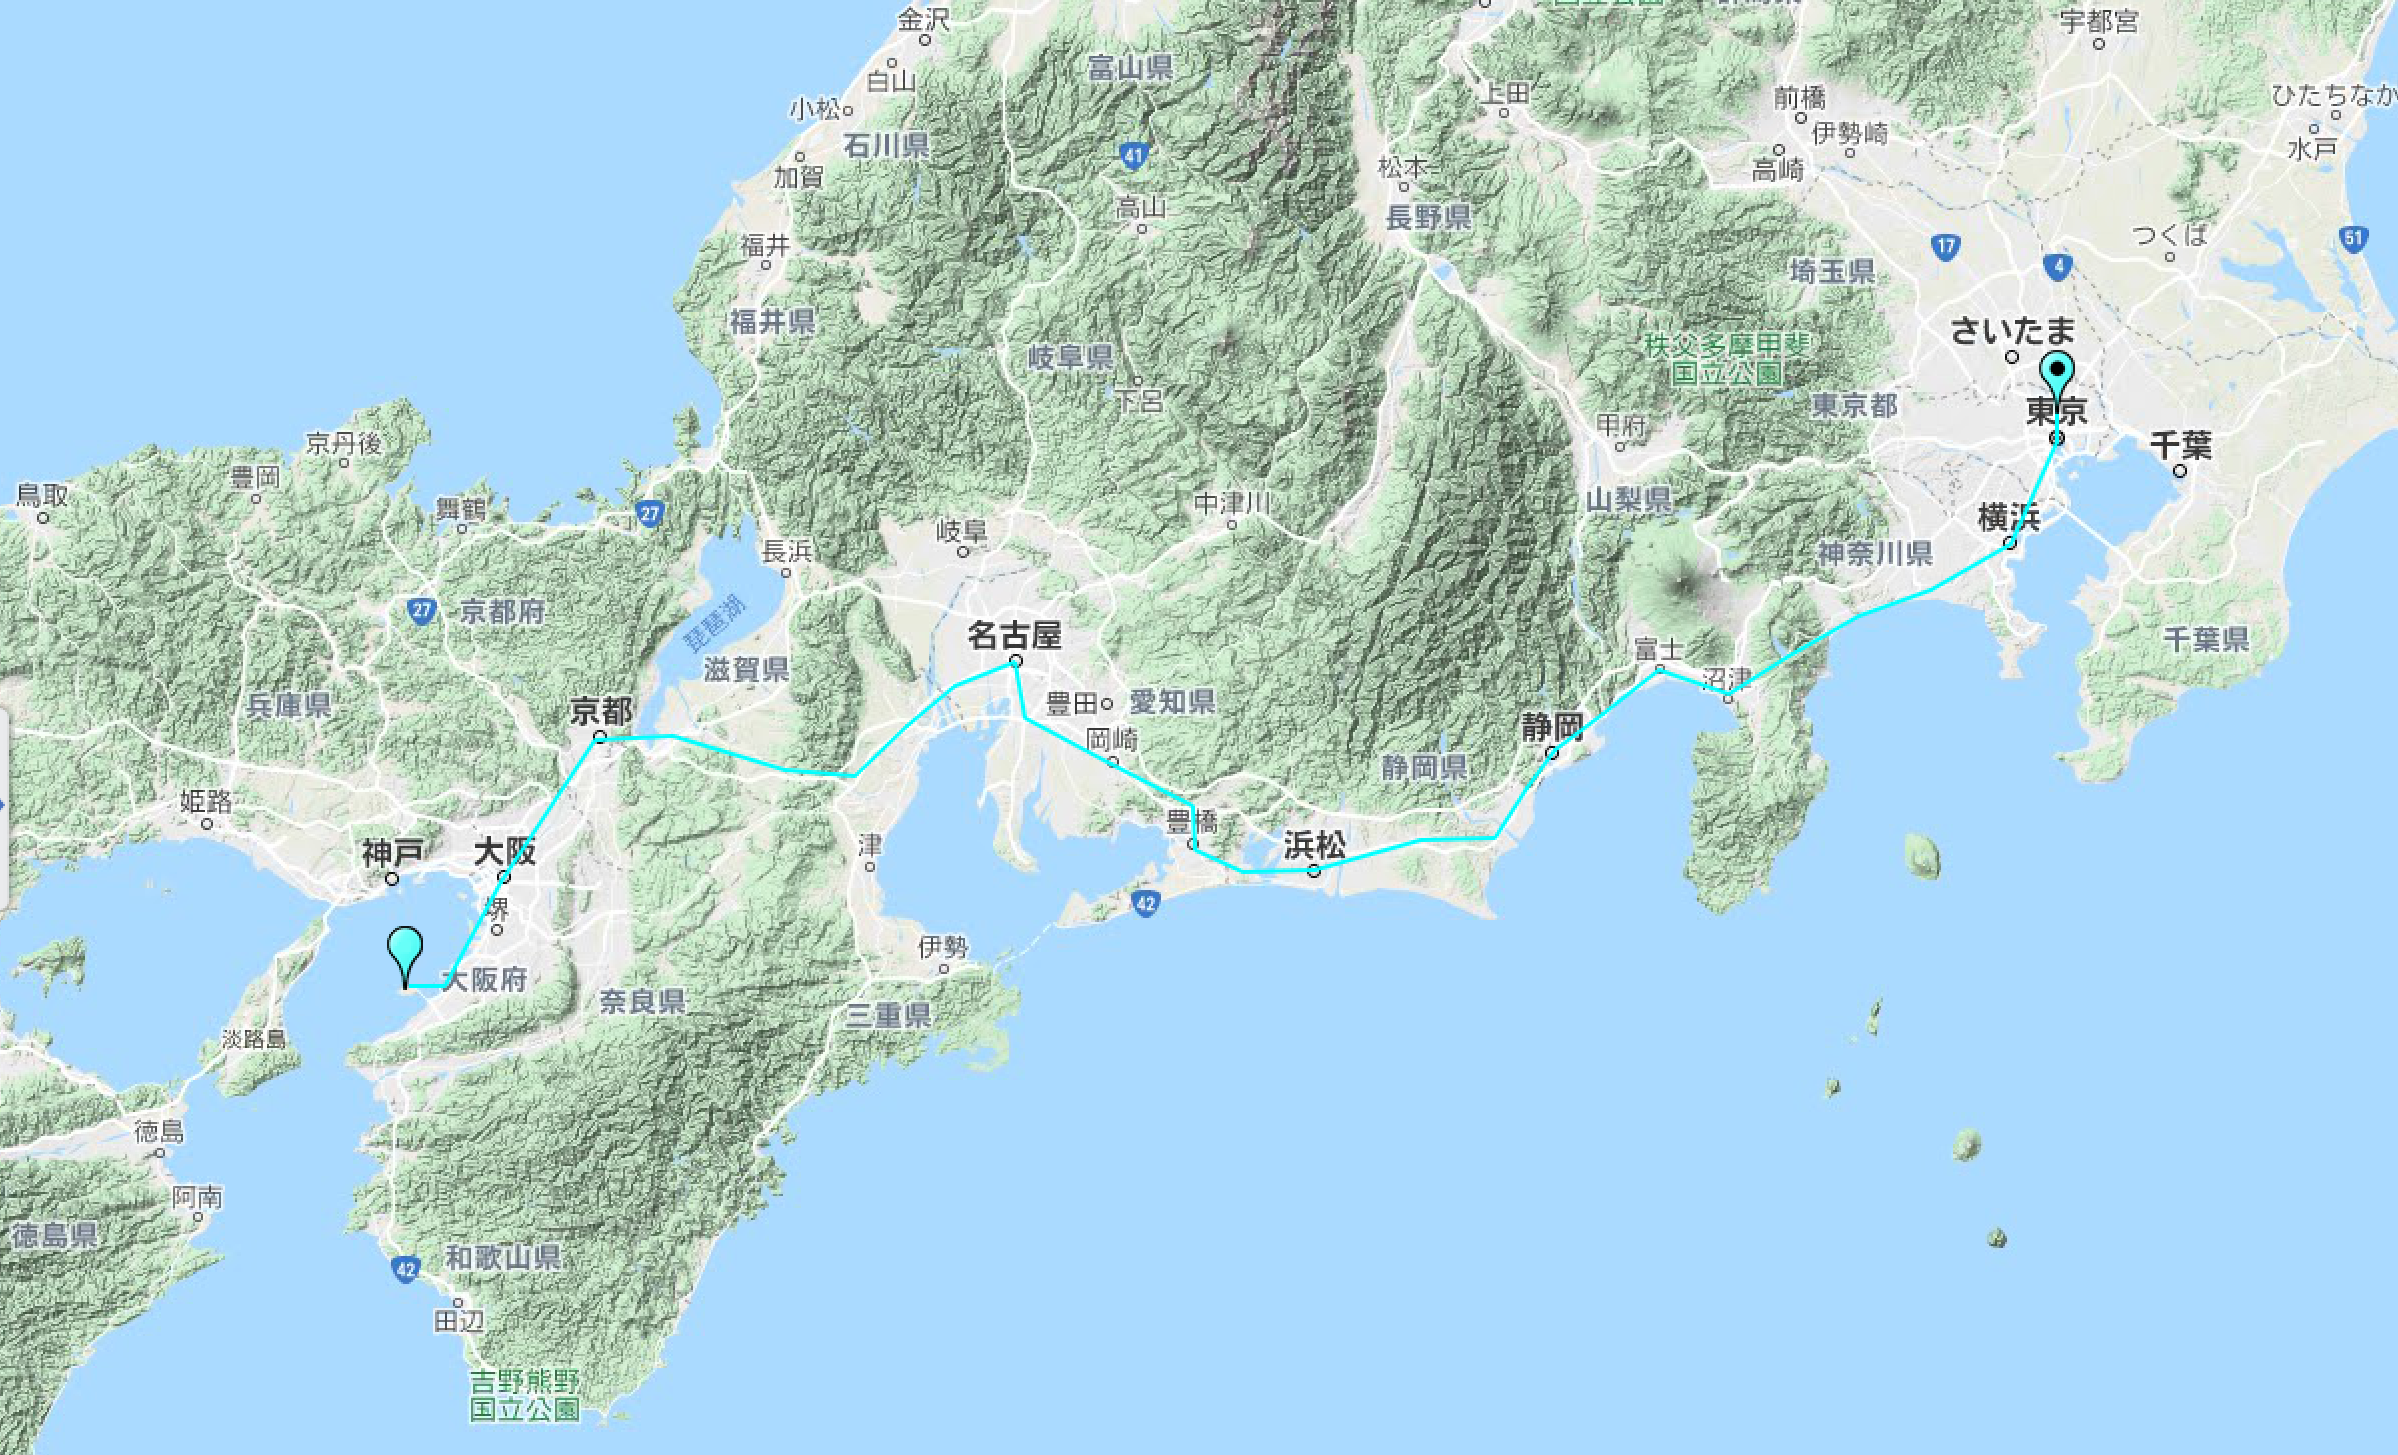 金沢
白山
小松
石川県
加賀
富山県
41
高山
福井
福井県
上田
松本
長野県
前橋
伊勢崎
高崎
宇都宮
ひたちなか
水戸
つくば
51
17
4
埼玉県
さいたま
秩父多摩甲斐
国立公園
東京都
東京
千葉
岐阜県
下呂
甲府
山梨県
中津川
岐阜
横浜
神奈川県
千葉県
京丹後
豊岡
鳥取
舞鶴
27
長浜
27
京都府
琵琶湖
滋賀県
名古屋
豊田
愛知県
岡崎
富士
沼津
静岡
静岡県
兵庫県
京都
姫路
神戸
大阪
堺
津
豊橋
浜松
42
伊勢
大阪府
奈良県
三重県
淡路島
徳島
阿南
徳島県
和歌山県
42
田辺
吉野熊野
国立公園